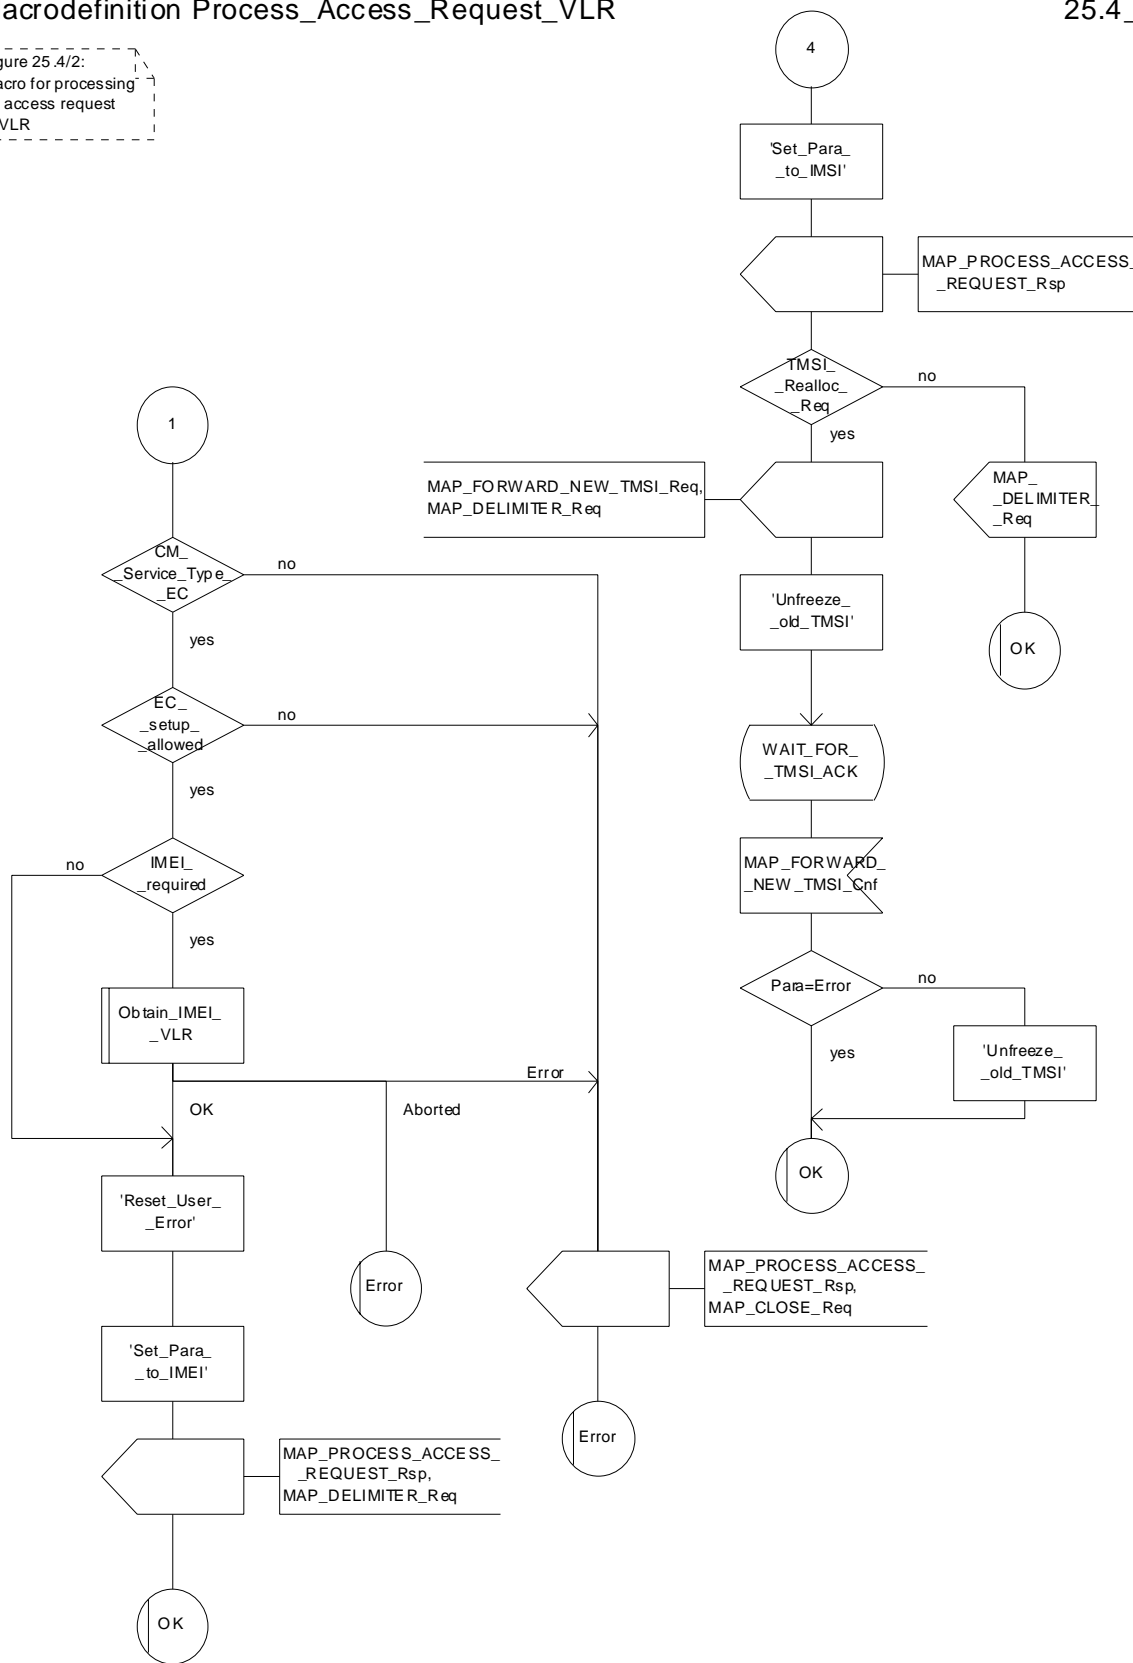 acrodefinition Process_Access_Request_VLR
25.4_
gure 25.4/2:
acro for processing
access request
VLR
4
'Set_Para_
_to_IMSI'
MAP_PROCESS_ACCESS_
_REQUEST_Rsp
TMSI_
_Realloc_
_Req
no
yes
MAP_FORWARD_NEW_TMSI_Req,
MAP_DELIMITER_Req
MAP_
_DELIMITER_
_Req
'Unfreeze_
_old_TMSI'
OK
WAIT_FOR_
_TMSI_ACK
MAP_FORWARD_
_NEW_TMSI_Cnf
Para=Error
no
yes
'Unfreeze_
_old_TMSI'
OK
1
CM_
_Service_Type_
_EC
no
yes
EC_
_setup_
_allowed
no
yes
IMEI_
_required
no
yes
Obtain_IMEI_
_VLR
Error
OK
Aborted
'Reset_User_
_Error'
Error
MAP_PROCESS_ACCESS_
_REQUEST_Rsp,
MAP_CLOSE_Req
'Set_Para_
_to_IMEI'
Error
MAP_PROCESS_ACCESS_
_REQUEST_Rsp,
MAP_DELIMITER_Req
OK